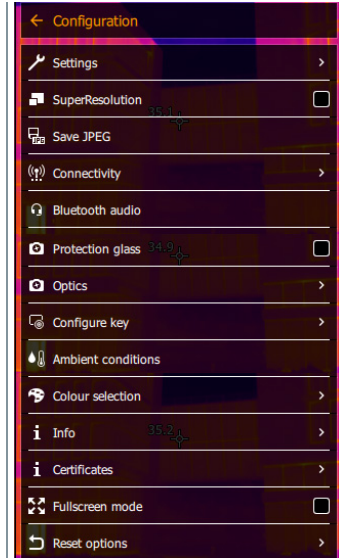 Configuration
Settings
SuperResolution
35.1
Save JPEG
Connectivity
Bluetooth audio
Protection glass 34.9
Optics
Configure key
Ambient conditions
Colour selection
Info 35.2
Certificates
Fullscreen mode
Reset options